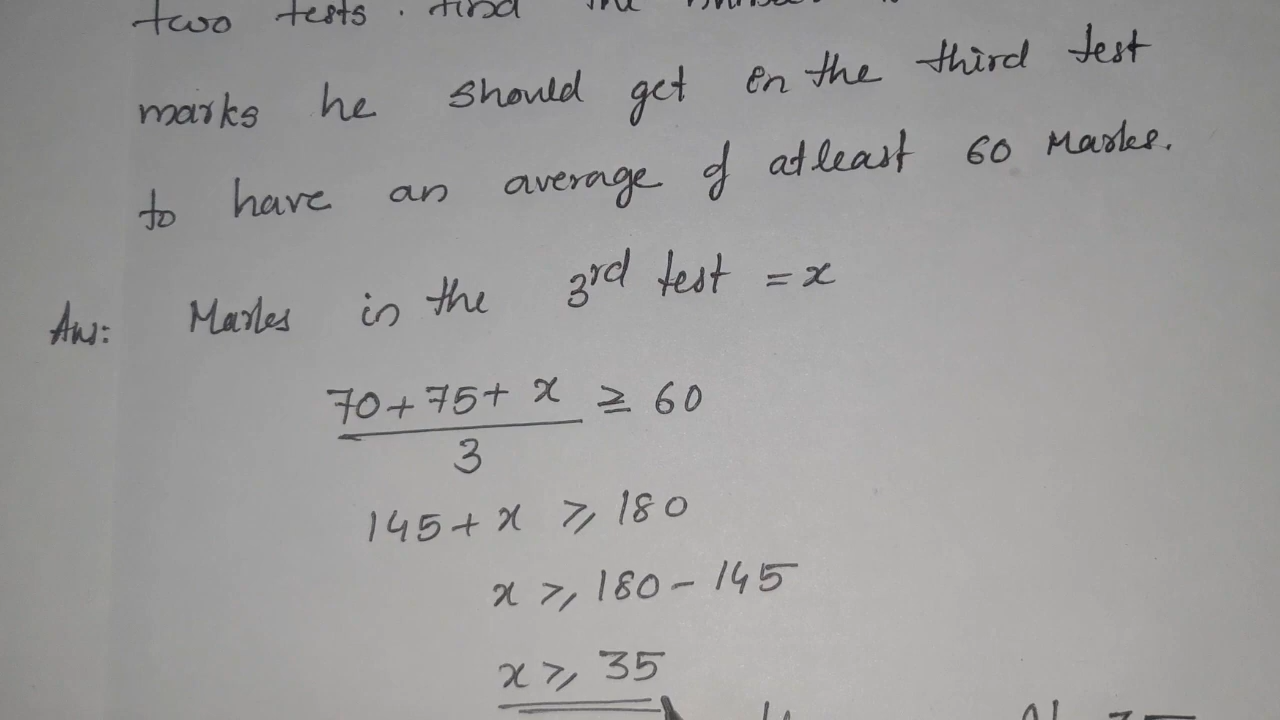 two tests. find the
marks he should get in the third test
to have an average of atleast 60 Marks.
Ans: Marks in the 3rd test = x
70 + 75 + x ≥ 60
3
145 + x ≥ 180
x ≥ 180 - 145
x ≥ 35